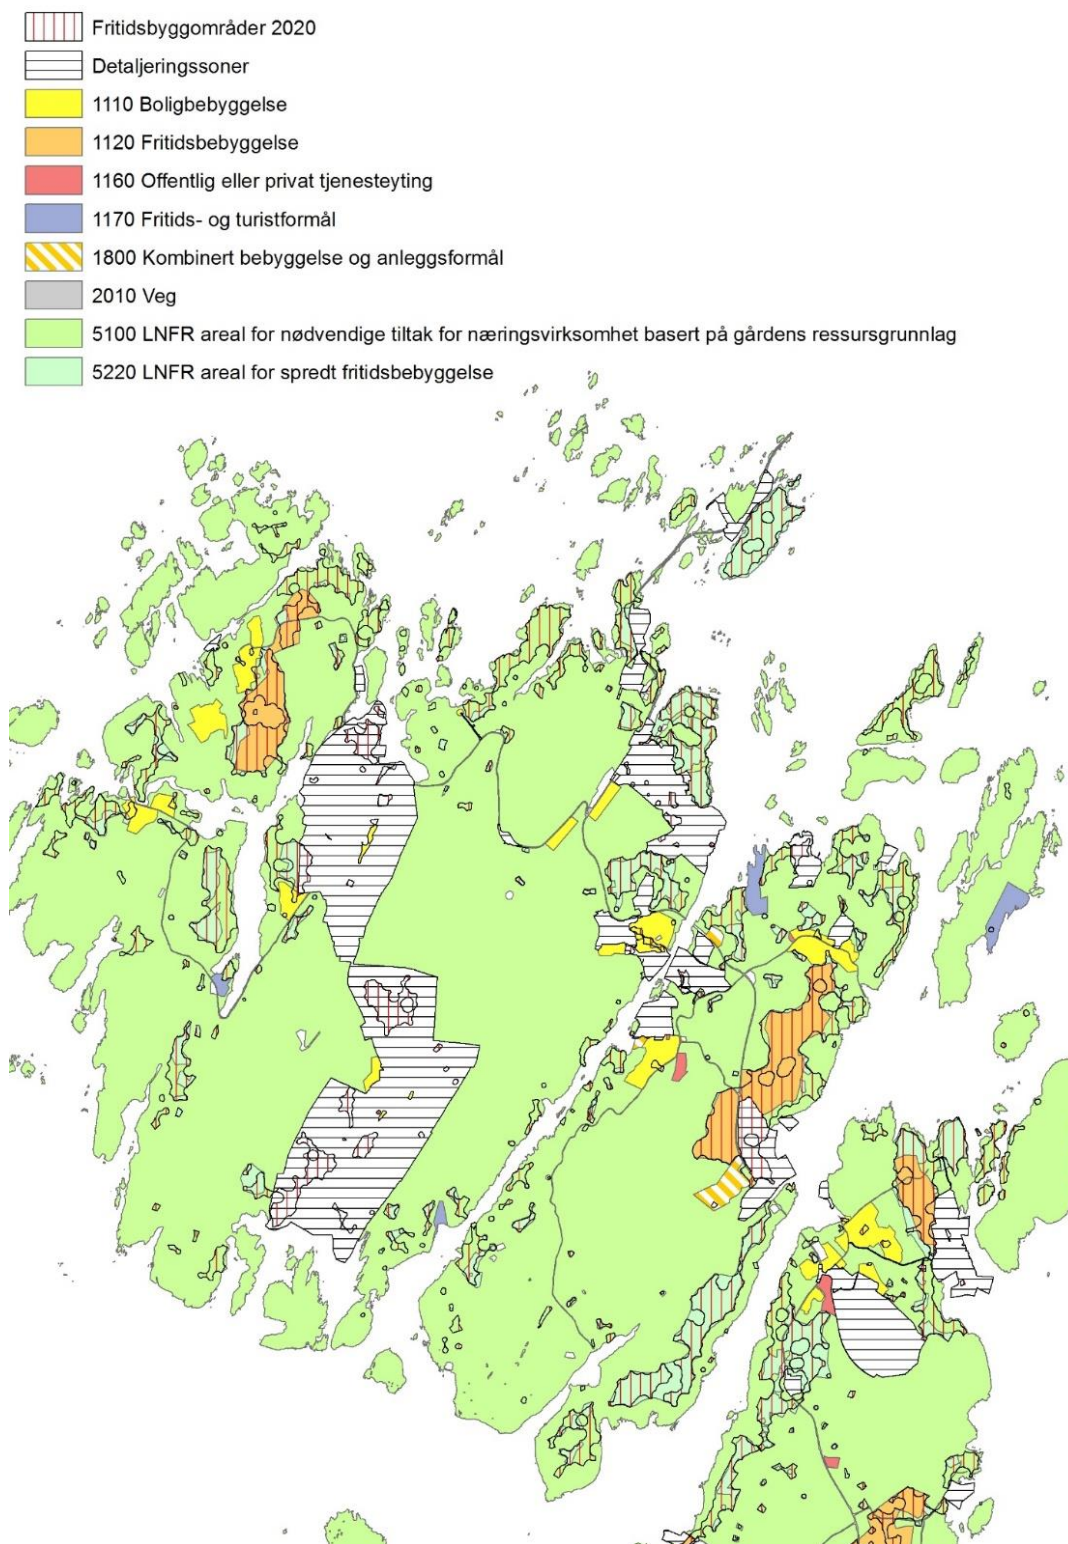 Fritidsbyggområder 2020
Detaljeringssoner
1110 Boligbebyggelse
1120 Fritidsbebyggelse
1160 Offentlig eller privat tjenesteyting
1170 Fritids- og turistformål
1800 Kombinert bebyggelse og anleggsformål
2010 Veg
5100 LNFR areal for nødvendige tiltak for næringsvirksomhet basert på gårdens ressursgrunnlag
5220 LNFR areal for spredt fritidsbebyggelse